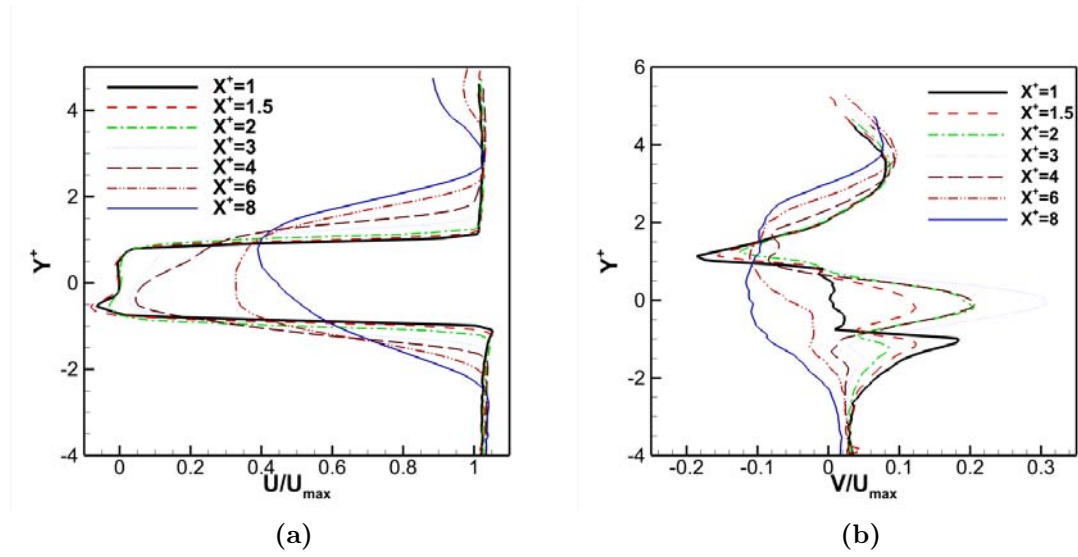 X+=1
X+=1.5
X+=2
X+=3
X+=4
X+=6
X+=8
4
2
0
-2
-4
Y+
0 0.2 0.4 0.6 0.8 1
U/Umax
(a)
6
4
2
0
-2
-4
Y+
X+=1
X+=1.5
X+=2
X+=3
X+=4
X+=6
X+=8
-0.2 -0.1 0 0.1 0.2 0.3
V/Umax
(b)